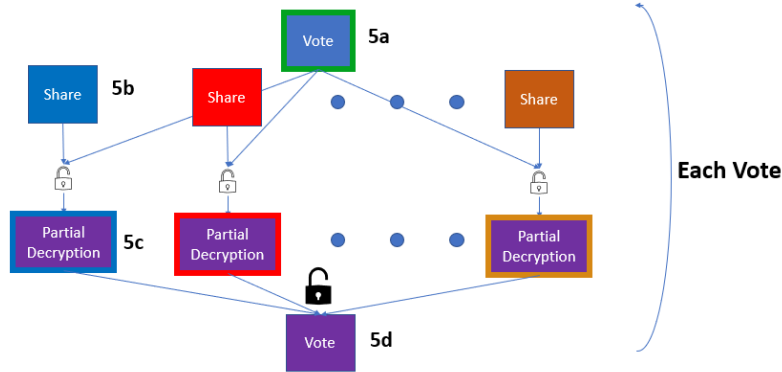 Vote
5a
Share
5b
Share
Share
Each Vote
Partial
Decryption
5c
Partial
Decryption
Partial
Decryption
Vote
5d